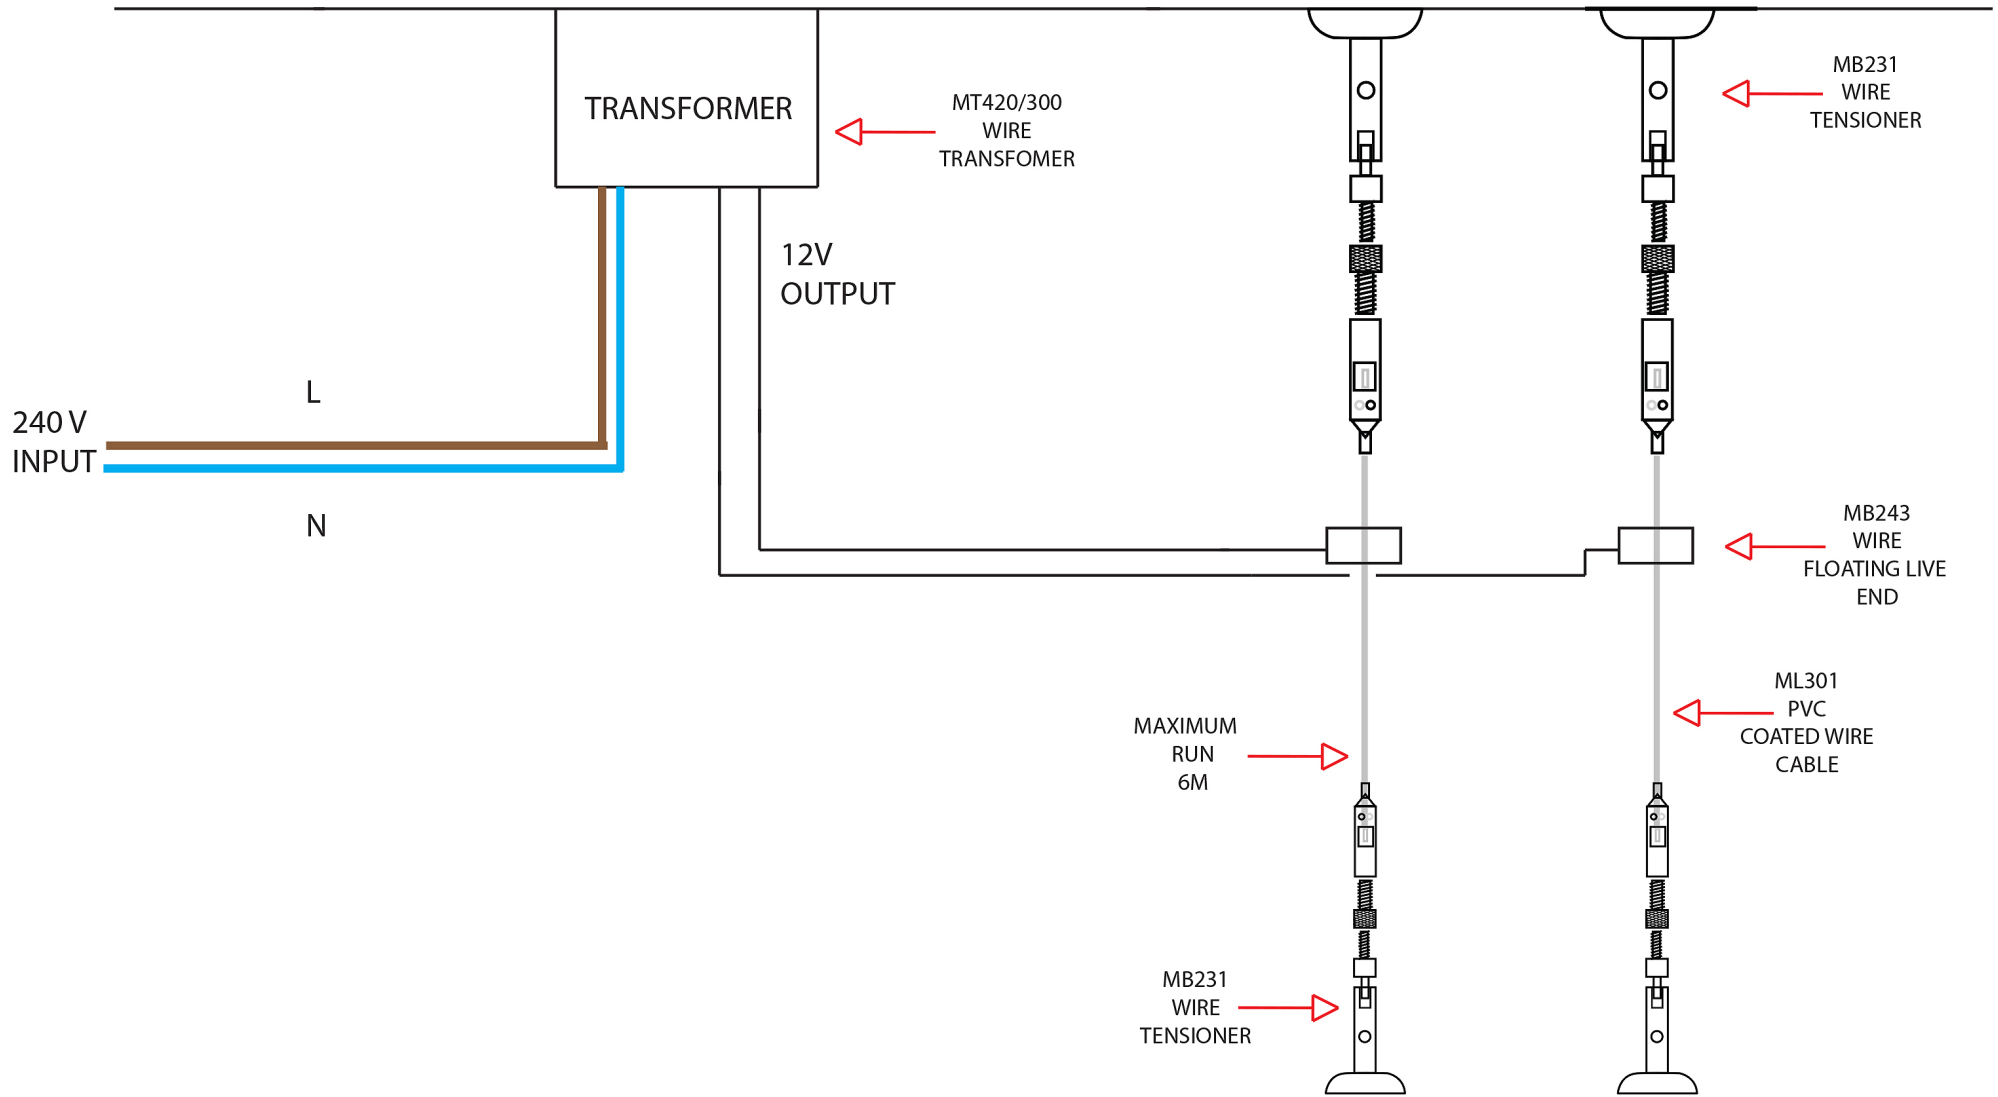 TRANSFORMER
MT420/300
WIRE
TRANSFOMER
MB231
WIRE
TENSIONER
12V
OUTPUT
L
240 V
INPUT
N
MB243
WIRE
FLOATING LIVE
END
ML301
PVC
COATED WIRE
CABLE
MAXIMUM
RUN
6M
MB231
WIRE
TENSIONER